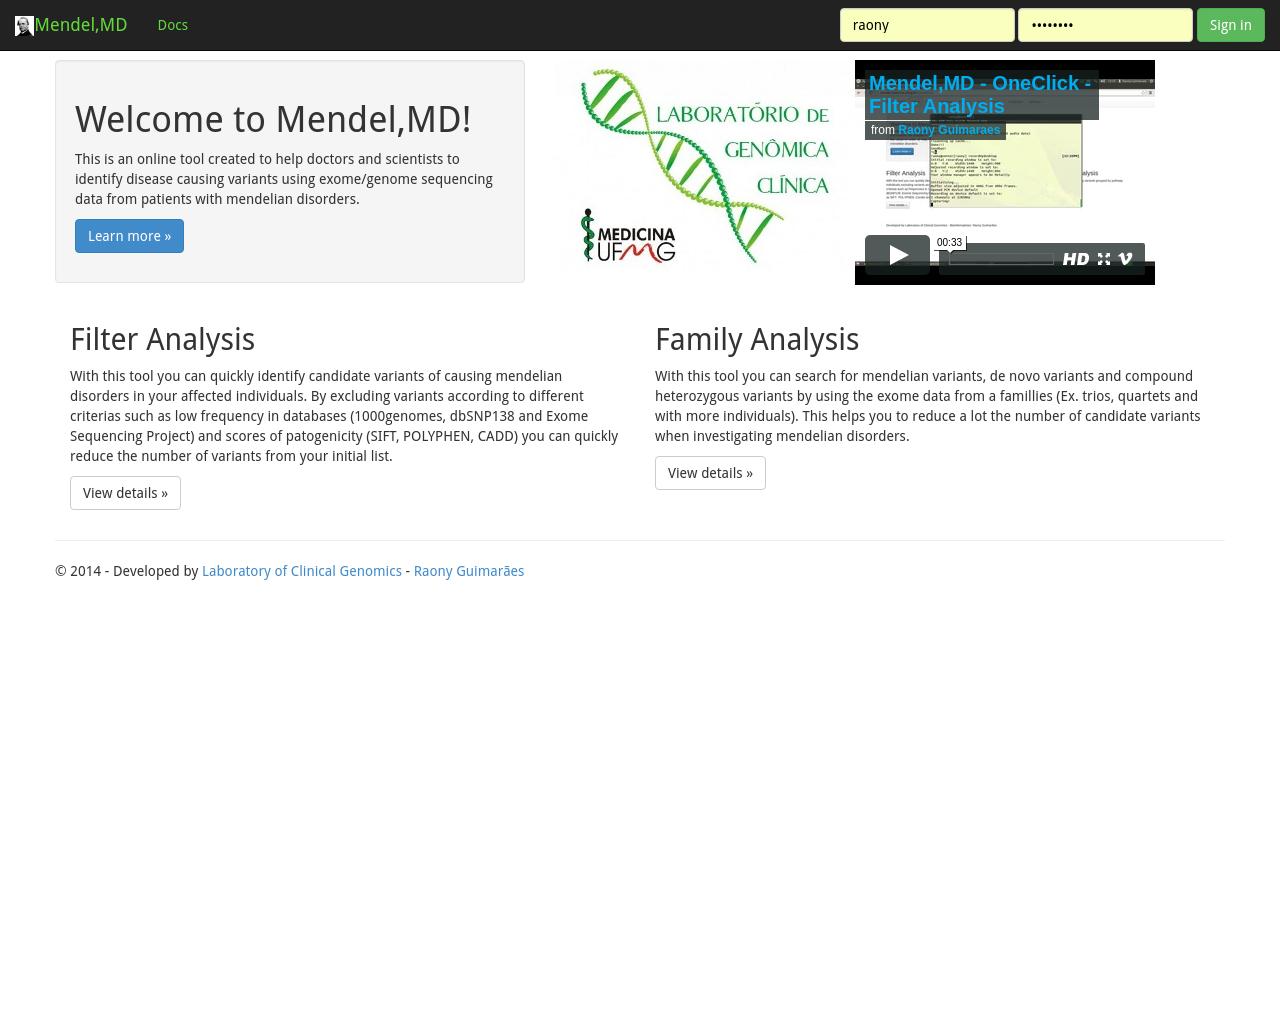 Mendel,MD
Docs
raony
••••••••
Sign in
Welcome to Mendel,MD!
This is an online tool created to help doctors and scientists to
identify disease causing variants using exome/genome sequencing
data from patients with mendelian disorders.
Learn more »
LABORATÓRIO DE
GENÔMICA
CLÍNICA
MEDICINA
UFMG
Mendel,MD - OneClick -
Filter Analysis
from Raony Guimaraes
00:33
HD
Filter Analysis
With this tool you can quickly identify candidate variants of causing mendelian
disorders in your affected individuals. By excluding variants according to different
criterias such as low frequency in databases (1000genomes, dbSNP138 and Exome
Sequencing Project) and scores of patogenicity (SIFT, POLYPHEN, CADD) you can quickly
reduce the number of variants from your initial list.
View details »
Family Analysis
With this tool you can search for mendelian variants, de novo variants and compound
heterozygous variants by using the exome data from a famillies (Ex. trios, quartets and
with more individuals). This helps you to reduce a lot the number of candidate variants
when investigating mendelian disorders.
View details »
© 2014 - Developed by Laboratory of Clinical Genomics - Raony Guimarães